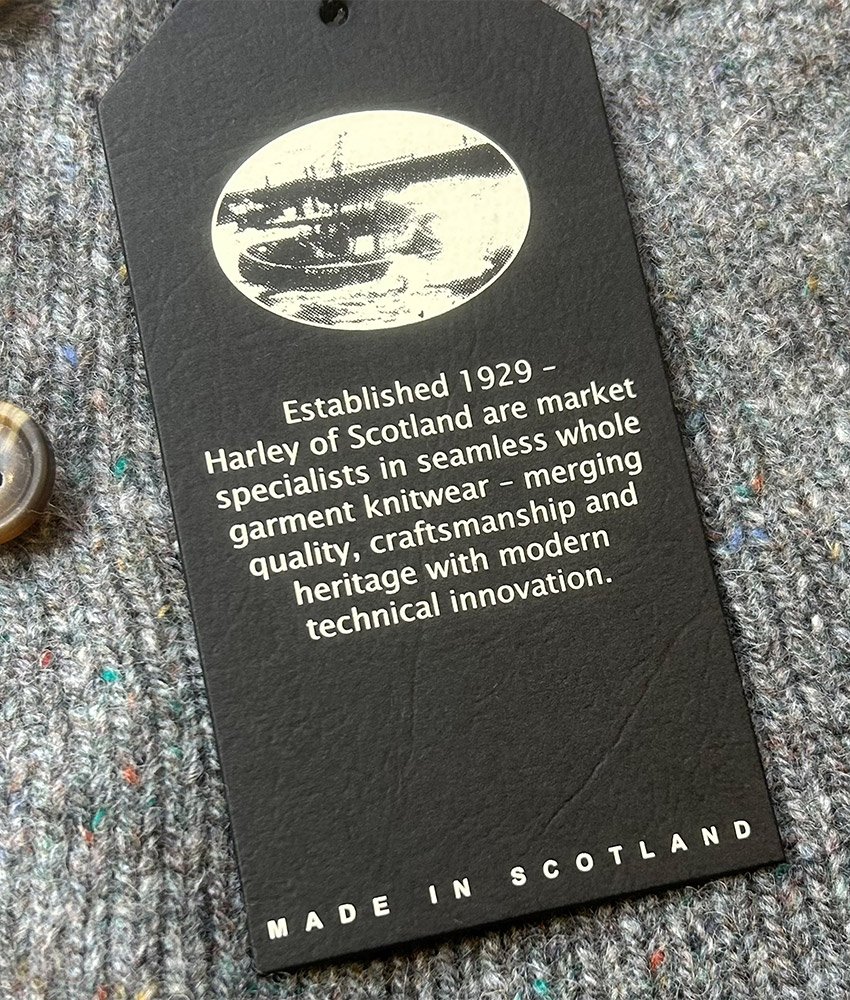 Established 1929 –
Harley of Scotland are market
specialists in seamless whole
garment knitwear – merging
quality, craftsmanship and
heritage with modern
technical innovation.
MADE IN SCOTLAND